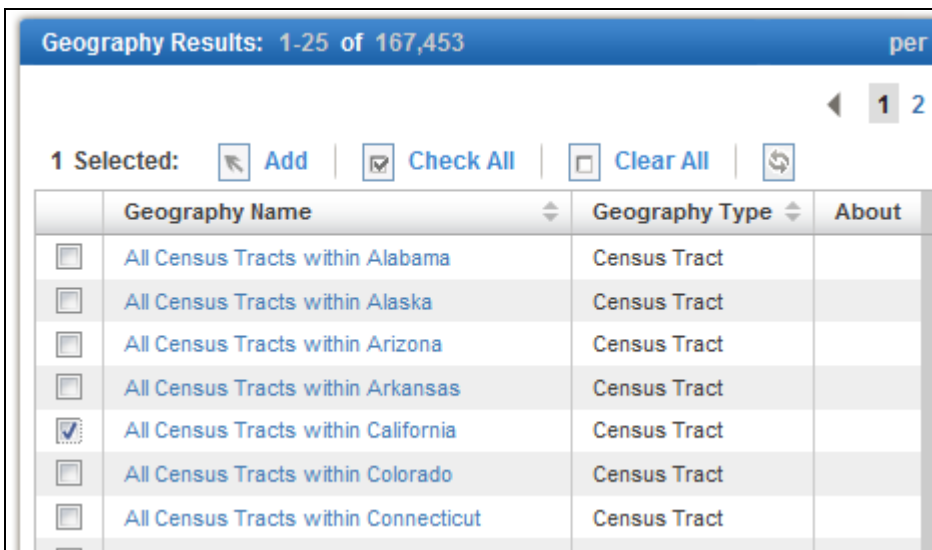 Geography Results: 1-25 of 167,453 per
1 2
1 Selected: Add Check All Clear All
Geography Name Geography Type About
All Census Tracts within Alabama Census Tract
All Census Tracts within Alaska Census Tract
All Census Tracts within Arizona Census Tract
All Census Tracts within Arkansas Census Tract
All Census Tracts within California Census Tract
All Census Tracts within Colorado Census Tract
All Census Tracts within Connecticut Census Tract